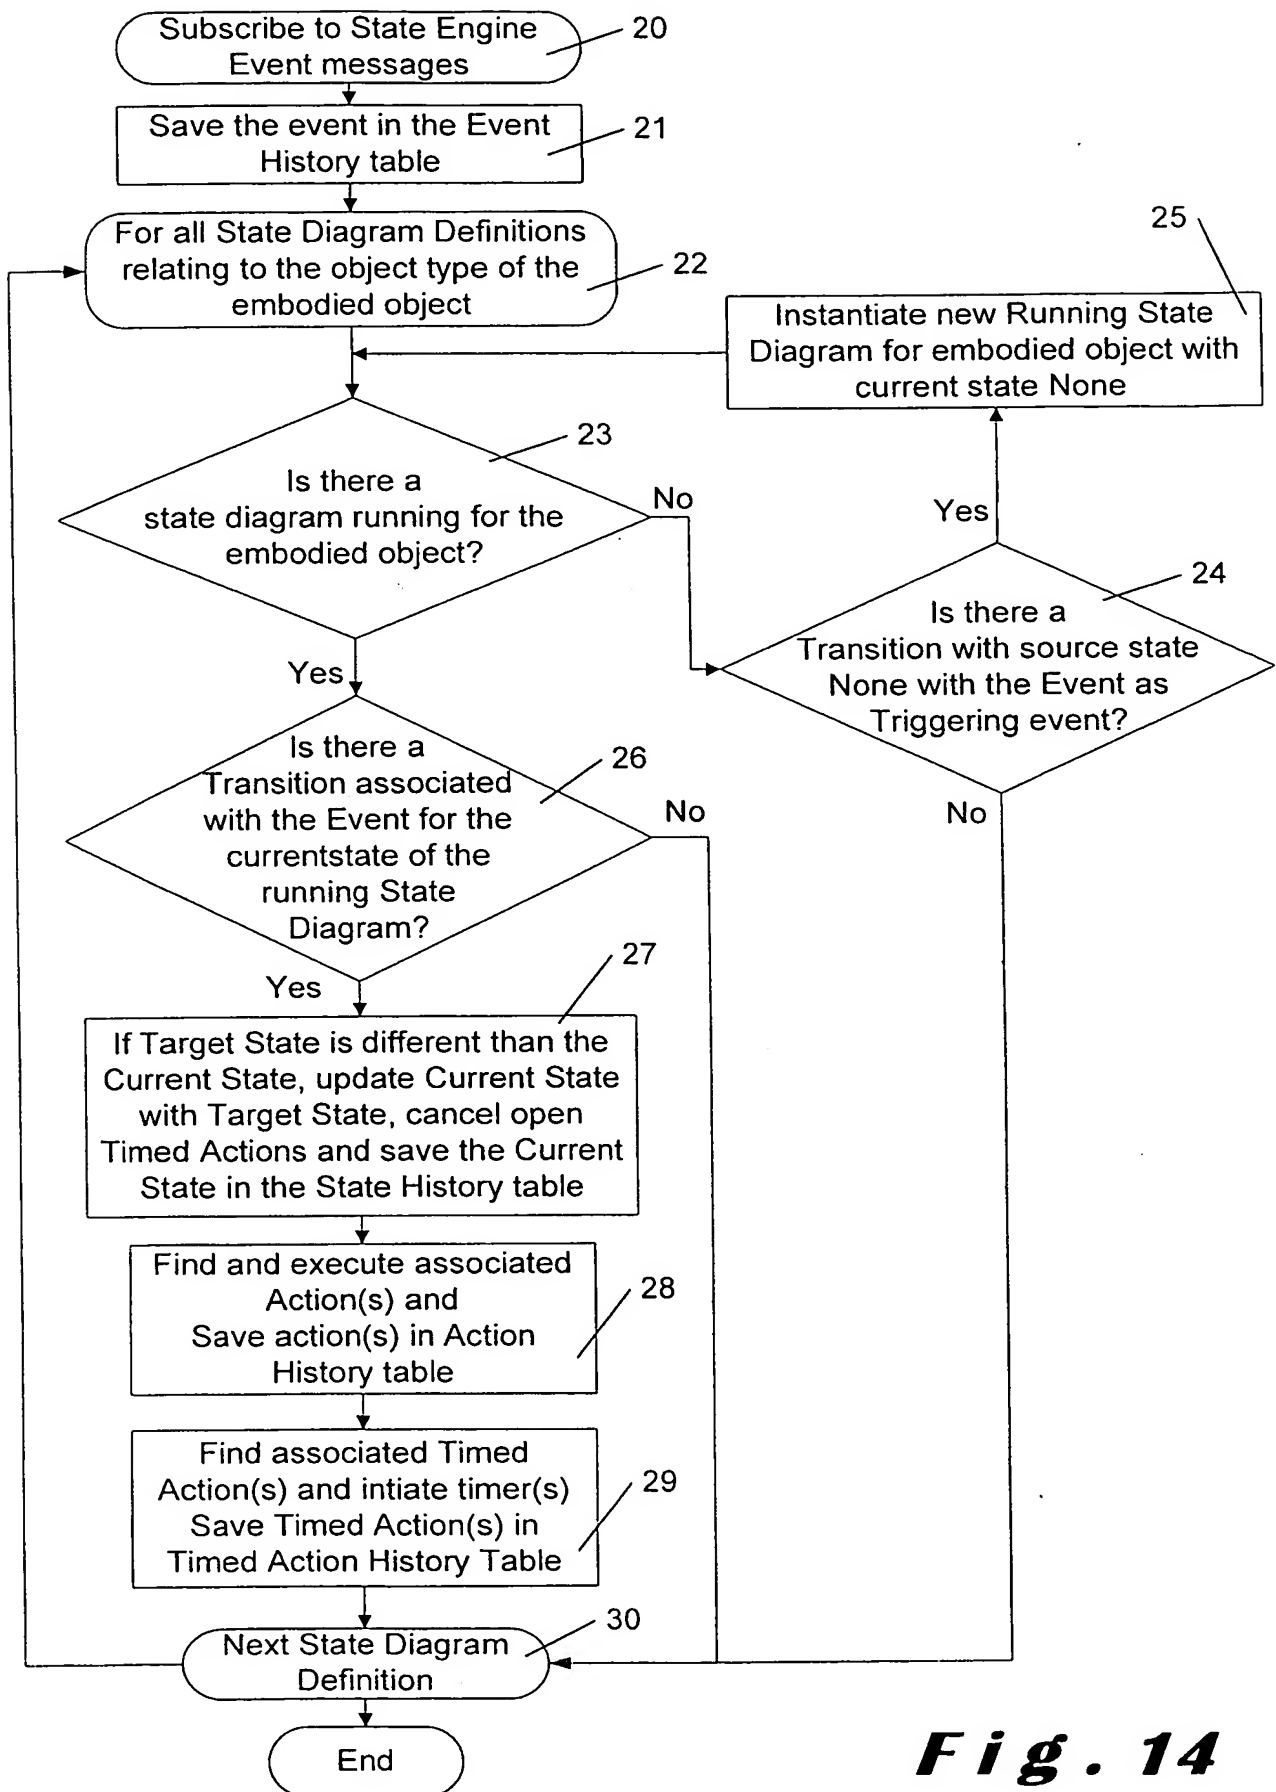 Subscribe to State Engine
Event messages
20
Save the event in the Event
History table
21
For all State Diagram Definitions
relating to the object type of the
embodied object
22
25
Instantiate new Running State
Diagram for embodied object with
current state None
23
Is there a
state diagram running for the
embodied object?
No
Yes
24
Is there a
Transition with source state
None with the Event as
Triggering event?
Yes
No
26
Is there a
Transition associated
with the Event for the
currentstate of the
running State
Diagram?
No
Yes
27
If Target State is different than the
Current State, update Current State
with Target State, cancel open
Timed Actions and save the Current
State in the State History table
Find and execute associated
Action(s) and
Save action(s) in Action
History table
28
Find associated Timed
Action(s) and intiate timer(s)
Save Timed Action(s) in
Timed Action History Table
29
30
Next State Diagram
Definition
End
Fig. 14